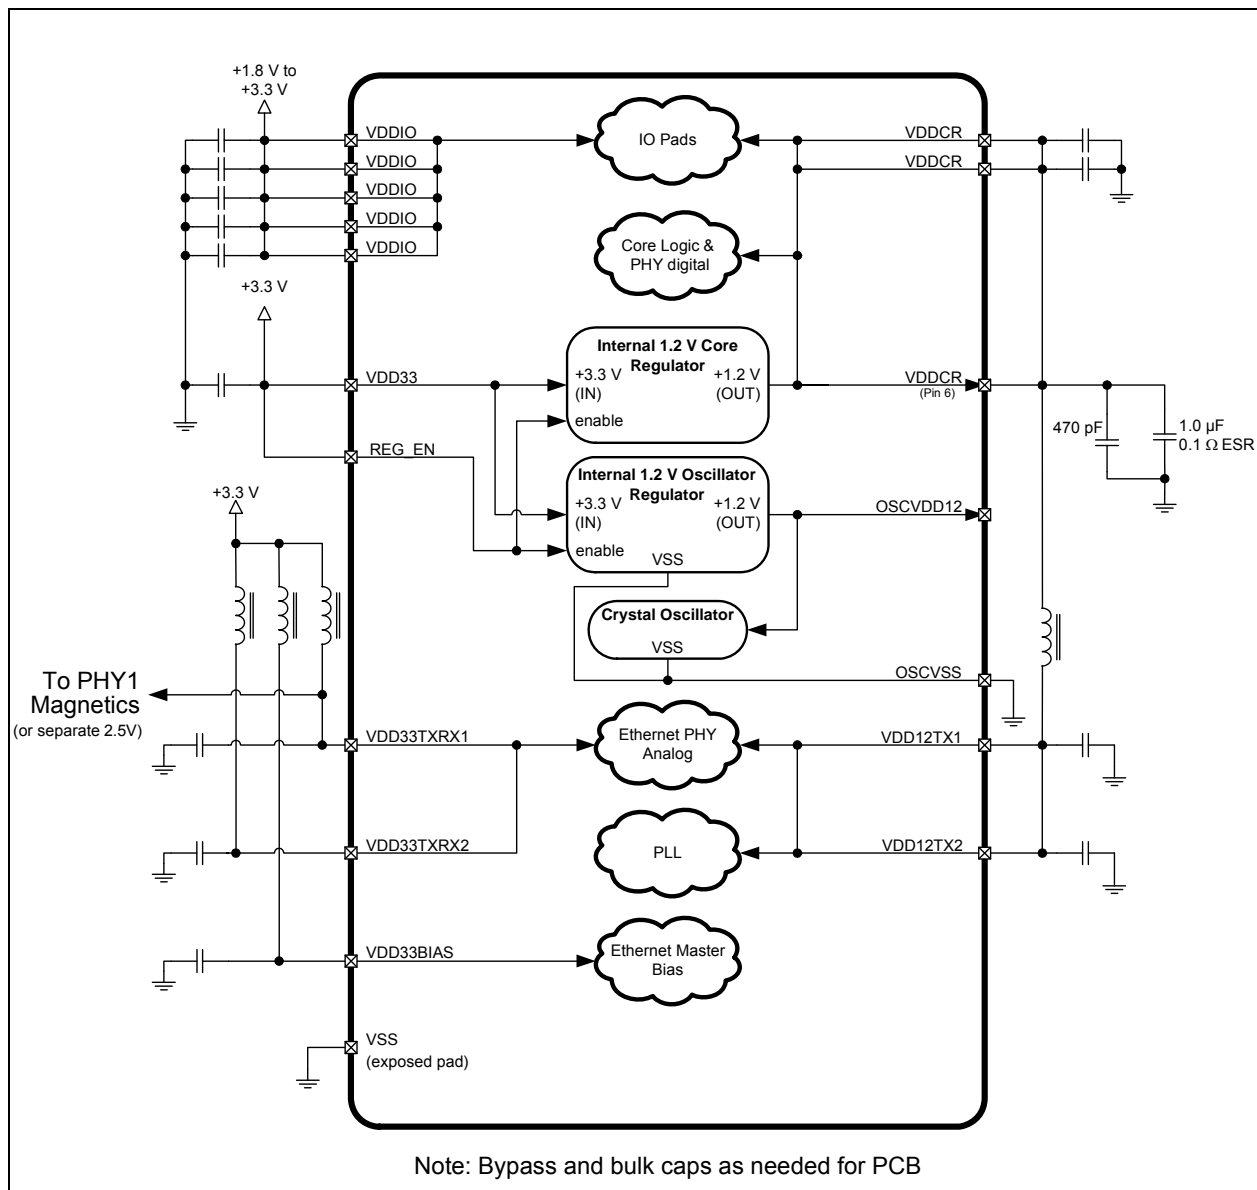 +1.8 V to
+3.3 V
VDDIO
VDDIO
VDDIO
VDDIO
VDDIO
IO Pads
VDDCR
VDDCR
Core Logic &
PHY digital
+3.3 V
VDD33
REG_EN
Internal 1.2 V Core
Regulator
+3.3 V
(IN)
+1.2 V
(OUT)
enable
VDDCR
(Pin 6)
470 pF
1.0 µF
0.1 Ω ESR
Internal 1.2 V Oscillator
Regulator
+3.3 V
(IN)
+1.2 V
(OUT)
enable
VSS
OSCVDD12
+3.3 V
Crystal Oscillator
VSS
OSCVSS
To PHY1
Magnetics
(or separate 2.5V)
VDD33TXRX1
Ethernet PHY
Analog
VDD12TX1
VDD33TXRX2
PLL
VDD12TX2
VDD33BIAS
Ethernet Master
Bias
VSS
(exposed pad)
Note: Bypass and bulk caps as needed for PCB